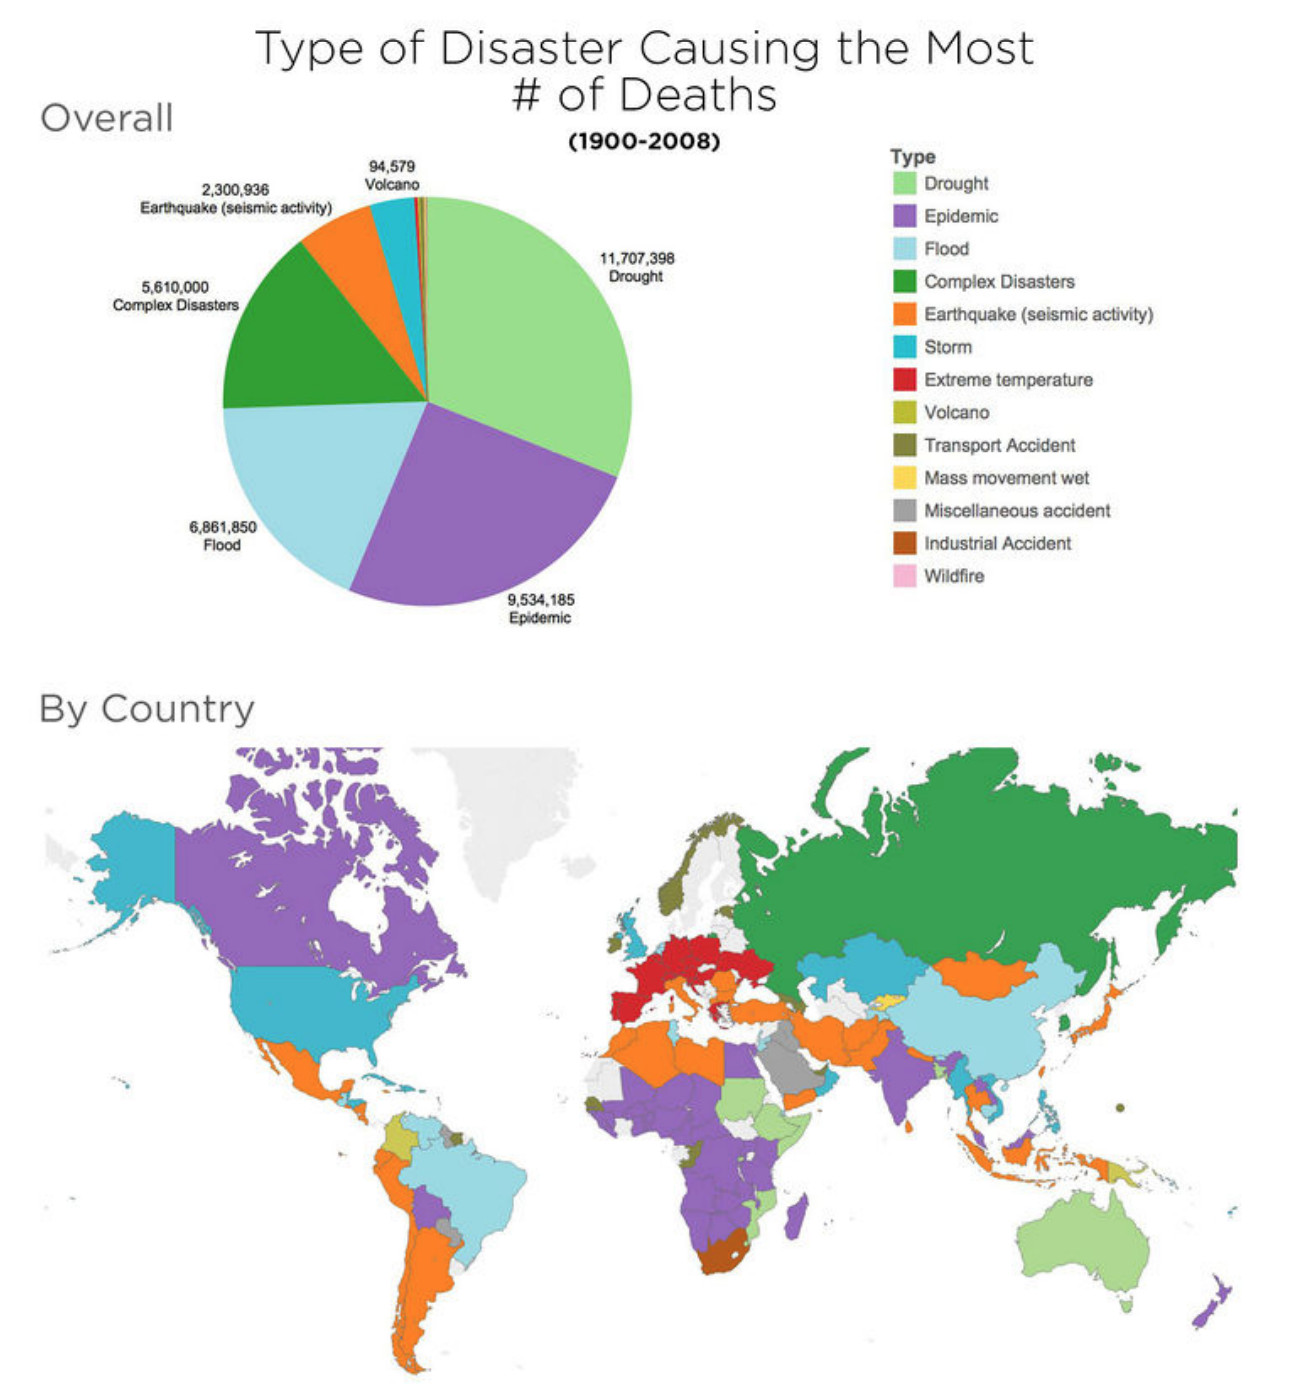 Type of Disaster Causing the Most
# of Deaths
(1900-2008)
Overall
94,579
Volcano
2,300,936
Earthquake (seismic activity)
5,610,000
Complex Disasters
11,707,398
Drought
6,861,850
Flood
9,534,185
Epidemic
Type
Drought
Epidemic
Flood
Complex Disasters
Earthquake (seismic activity)
Storm
Extreme temperature
Volcano
Transport Accident
Mass movement wet
Miscellaneous accident
Industrial Accident
Wildfire
By Country